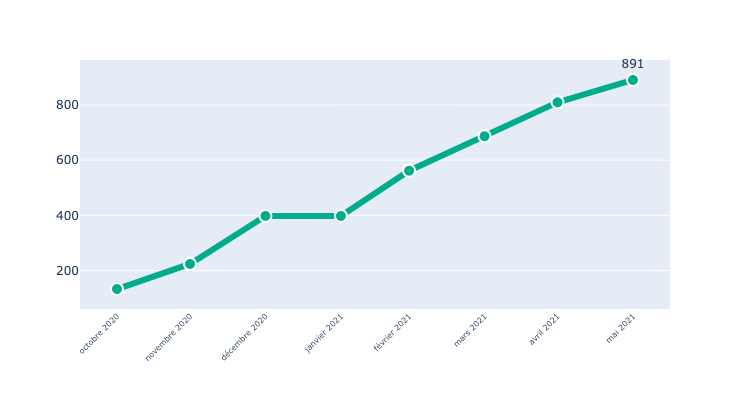 891
800
600
400
200
octobre 2020
novembre 2020
décembre 2020
janvier 2021
février 2021
mars 2021
avril 2021
mai 2021